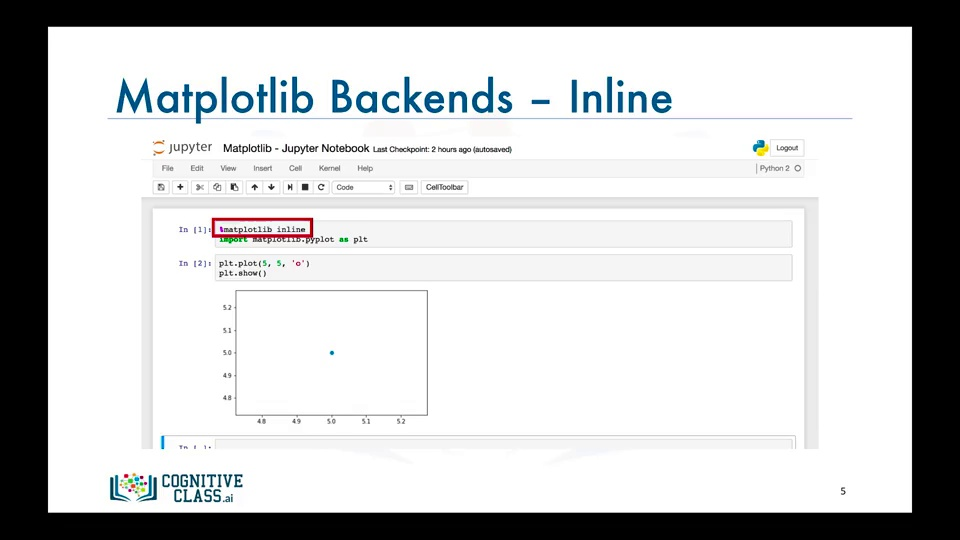 Matplotlib Backends – Inline
jupyter Matplotlib - Jupyter Notebook Last Checkpoint: 2 hours ago (autosaved) Logout
File Edit View Insert Cell Kernel Help Python 2
Code CellToolbar
In [1]: %matplotlib inline
import matplotlib.pyplot as plt
In [2]: plt.plot(5, 5, 'o')
plt.show()
5.2
5.1
5.0
4.9
4.8
4.8 4.9 5.0 5.1 5.2
In [ ]:
COGNITIVE
CLASS.ai
5